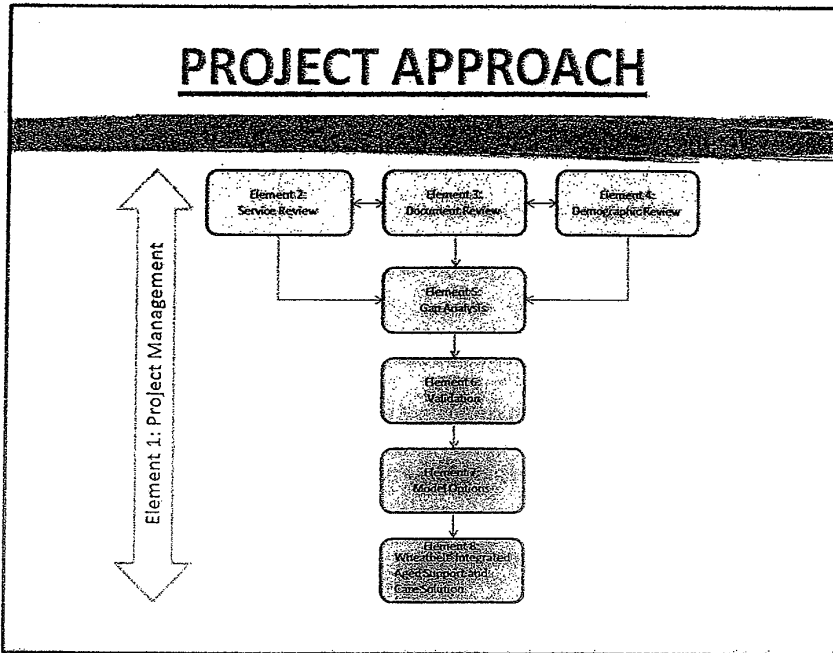 PROJECT APPROACH
Element 1: Project Management
Element 2:
Service Review
Element 3:
Document Review
Element 4:
Demographic Review
Element 5:
Gap Analysis
Element 6:
Validation
Element 7:
Model Options
Element 8:
Wheatbelt Integrated
Aged Support and
Care Solution